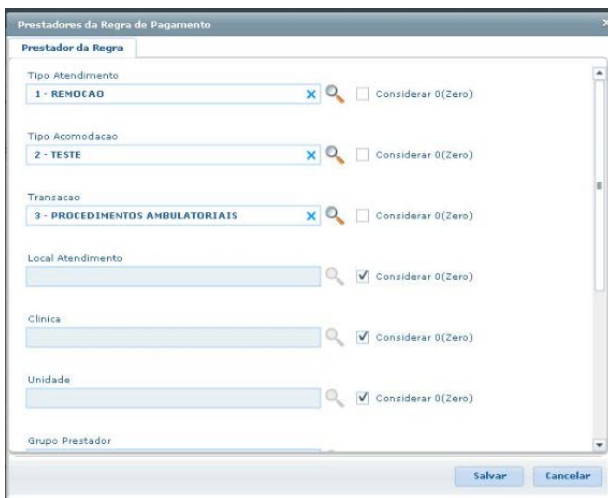 Prestadores da Regra de Pagamento
Prestador da Regra
Tipo Atendimento
1 - REMOCAO
Considerar 0(Zero)
Tipo Acomodacao
2 - TESTE
Considerar 0(Zero)
Transacao
3 - PROCEDIMENTOS AMBULATORIAIS
Considerar 0(Zero)
Local Atendimento
Considerar 0(Zero)
Clinica
Considerar 0(Zero)
Unidade
Considerar 0(Zero)
Grupo Prestador
Salvar
Cancelar